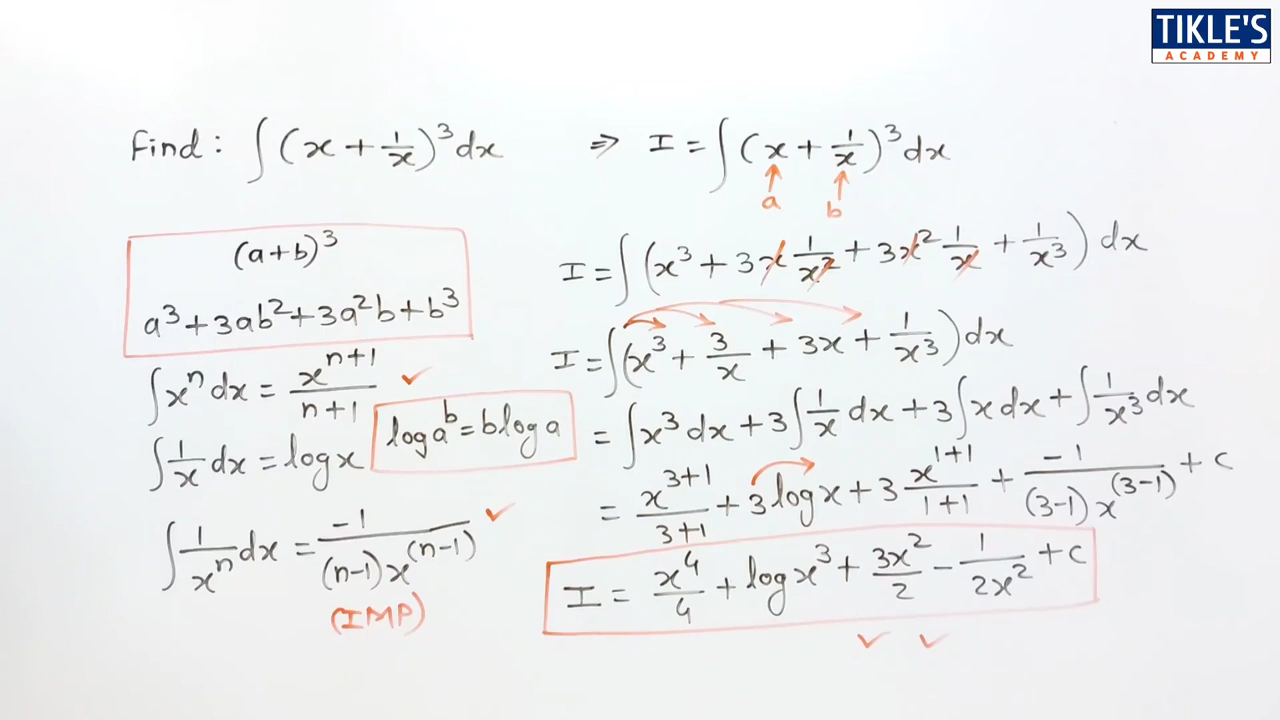 TIKLE'S
ACADEMY
Find : ∫ (x + 1/x)³ dx
(a+b)³
a³ + 3ab² + 3a²b + b³
∫ xⁿ dx = xⁿ⁺¹/n+1 ✓
∫ 1/x dx = log x
log aᵇ = b log a
∫ 1/xⁿ dx = -1/(n-1) x⁽ⁿ⁻¹⁾ ✓
(IMP)
⇒ I = ∫ (x + 1/x)³ dx
a b
I = ∫ (x³ + 3x 1/x² + 3x² 1/x + 1/x³) dx
I = ∫ (x³ + 3/x + 3x + 1/x³) dx
= ∫ x³ dx + 3 ∫ 1/x dx + 3 ∫ x dx + ∫ 1/x³ dx
= x³⁺¹/3+1 + 3 log x + 3 x¹⁺¹/1+1 + -1/(3-1) x⁽³⁻¹⁾ + c
I = x⁴/4 + log x³ + 3x²/2 - 1/2x² + c
✓ ✓